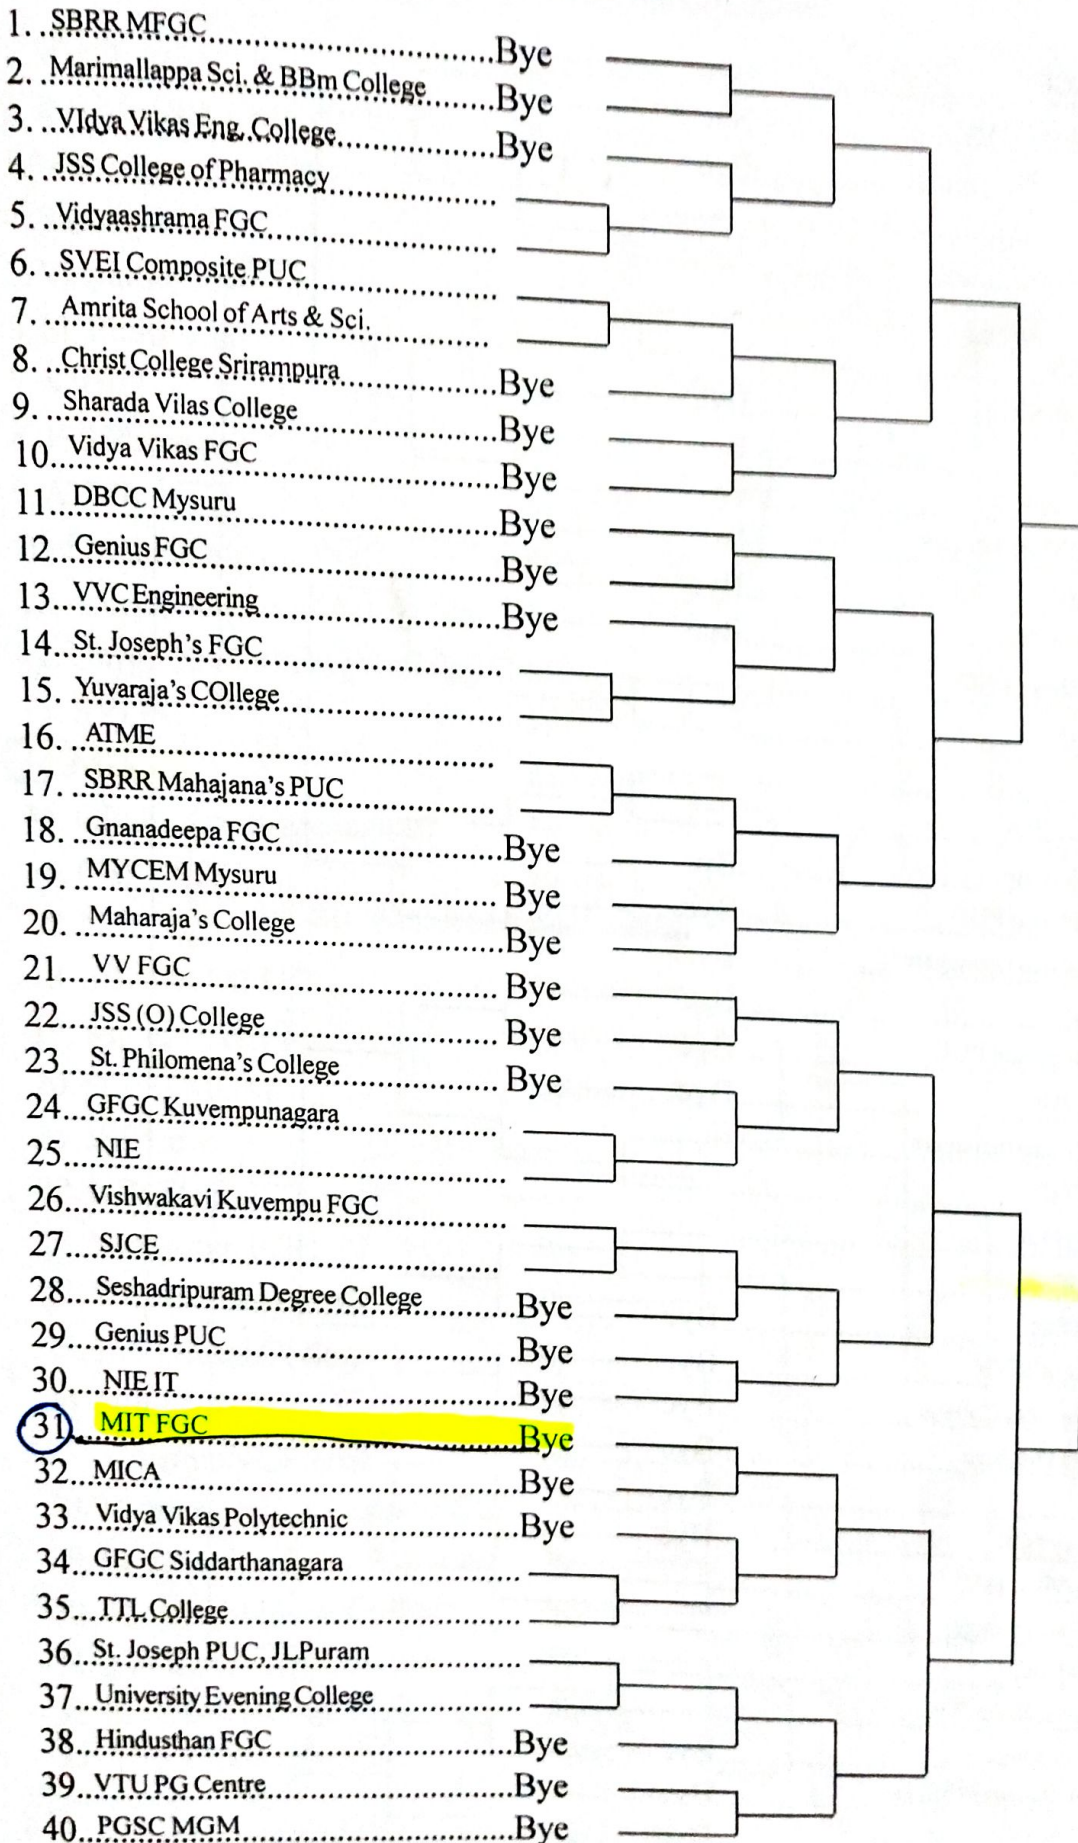 1. SBRR MFGC Bye
2. Marimallappa Sci. & BBm College Bye
3. VIdya Vikas Eng. College Bye
4. JSS College of Pharmacy
5. Vidyaashrama FGC
6. SVEI Composite PUC
7. Amrita School of Arts & Sci.
8. Christ College Srirampura Bye
9. Sharada Vilas College Bye
10. Vidya Vikas FGC Bye
11. DBCC Mysuru Bye
12. Genius FGC Bye
13. VVC Engineering Bye
14. St. Joseph's FGC
15. Yuvaraja's COllege
16. ATME
17. SBRR Mahajana's PUC
18. Gnanadeepa FGC Bye
19. MYCEM Mysuru Bye
20. Maharaja's College Bye
21. VV FGC Bye
22. JSS (O) College Bye
23. St. Philomena's College Bye
24. GFGC Kuvempunagara
25. NIE
26. Vishwakavi Kuvempu FGC
27. SJCE
28. Seshadripuram Degree College Bye
29. Genius PUC Bye
30. NIE IT Bye
31 MIT FGC Bye
32. MICA Bye
33. Vidya Vikas Polytechnic Bye
34. GFGC Siddarthanagara
35. TTL College
36. St. Joseph PUC, JLPuram
37. University Evening College
38. Hindusthan FGC Bye
39. VTU PG Centre Bye
40. PGSC MGM Bye